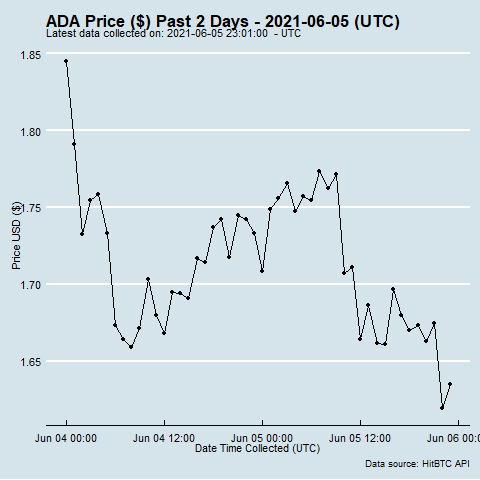 ADA Price ($) Past 2 Days - 2021-06-05 (UTC)
Latest data collected on: 2021-06-05 23:01:00  - UTC
Price USD ($)
1.85
1.80
1.75
1.70
1.65
Jun 04 00:00 Jun 04 12:00 Jun 05 00:00 Jun 05 12:00 Jun 06 00:00
Date Time Collected (UTC)
Data source: HitBTC API